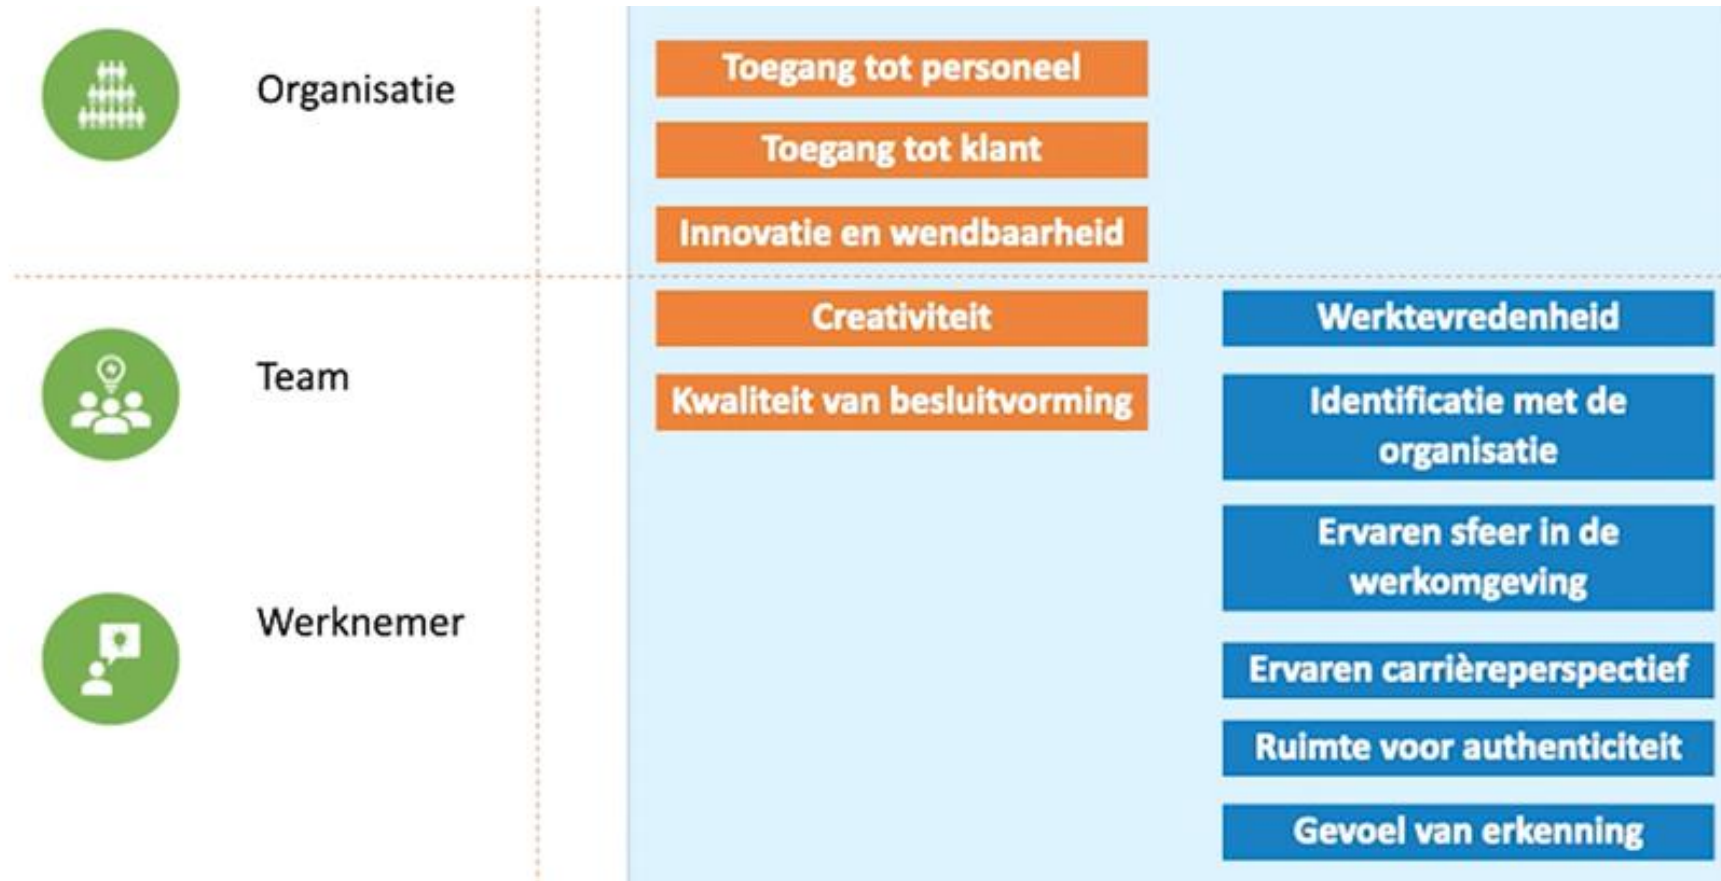 Organisatie
Toegang tot personeel
Toegang tot klant
Innovatie en wendbaarheid
Team
Creativiteit
Kwaliteit van besluitvorming
Werktevredenheid
Identificatie met de
organisatie
Ervaren sfeer in de
werkomgeving
Werknemer
Ervaren carrièreperspectief
Ruimte voor authenticiteit
Gevoel van erkenning